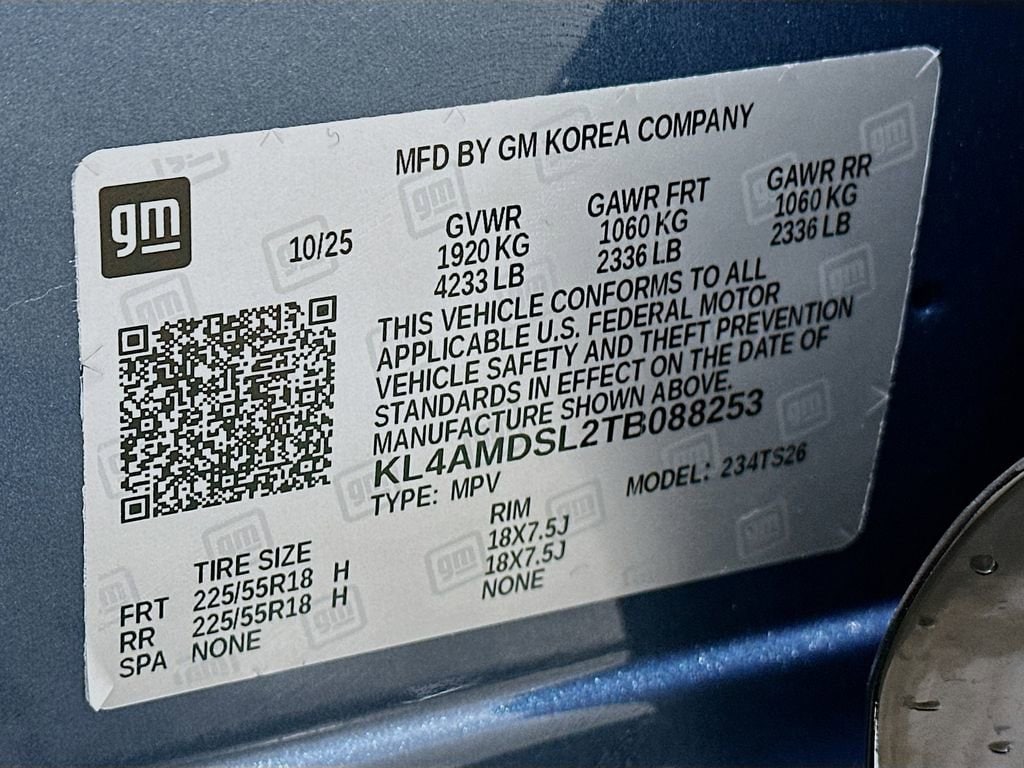 gm
MFD BY GM KOREA COMPANY
10/25
GVWR GAWR FRT GAWR RR
1920 KG 1060 KG 1060 KG
4233 LB 2336 LB 2336 LB
THIS VEHICLE CONFORMS TO ALL
APPLICABLE U.S. FEDERAL MOTOR
VEHICLE SAFETY AND THEFT PREVENTION
STANDARDS IN EFFECT ON THE DATE OF
MANUFACTURE SHOWN ABOVE.
KL4AMDSL2TB088253
TYPE: MPV MODEL: 234TS26
TIRE SIZE RIM
FRT 225/55R18 H 18X7.5J
RR 225/55R18 H 18X7.5J
SPA NONE NONE